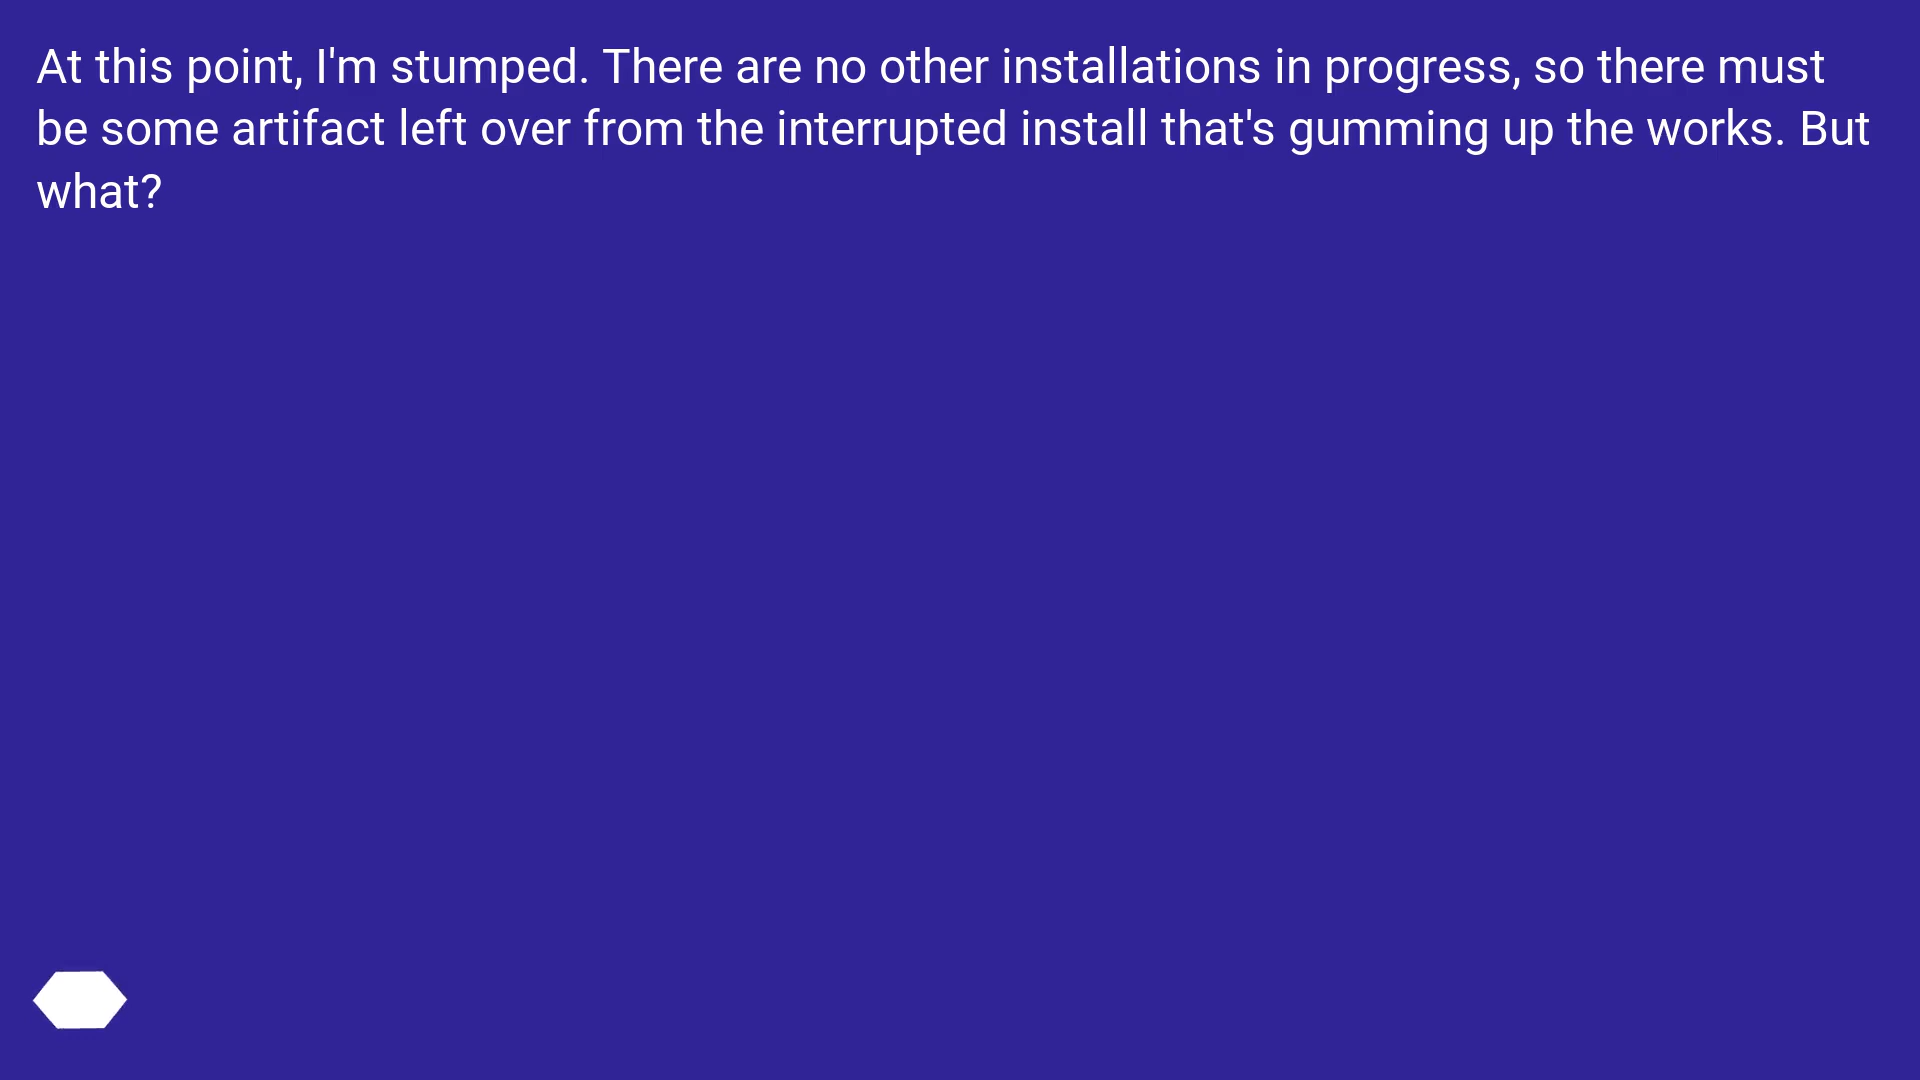 At this point, I'm stumped. There are no other installations in progress, so there must
be some artifact left over from the interrupted install that's gumming up the works. But
what?